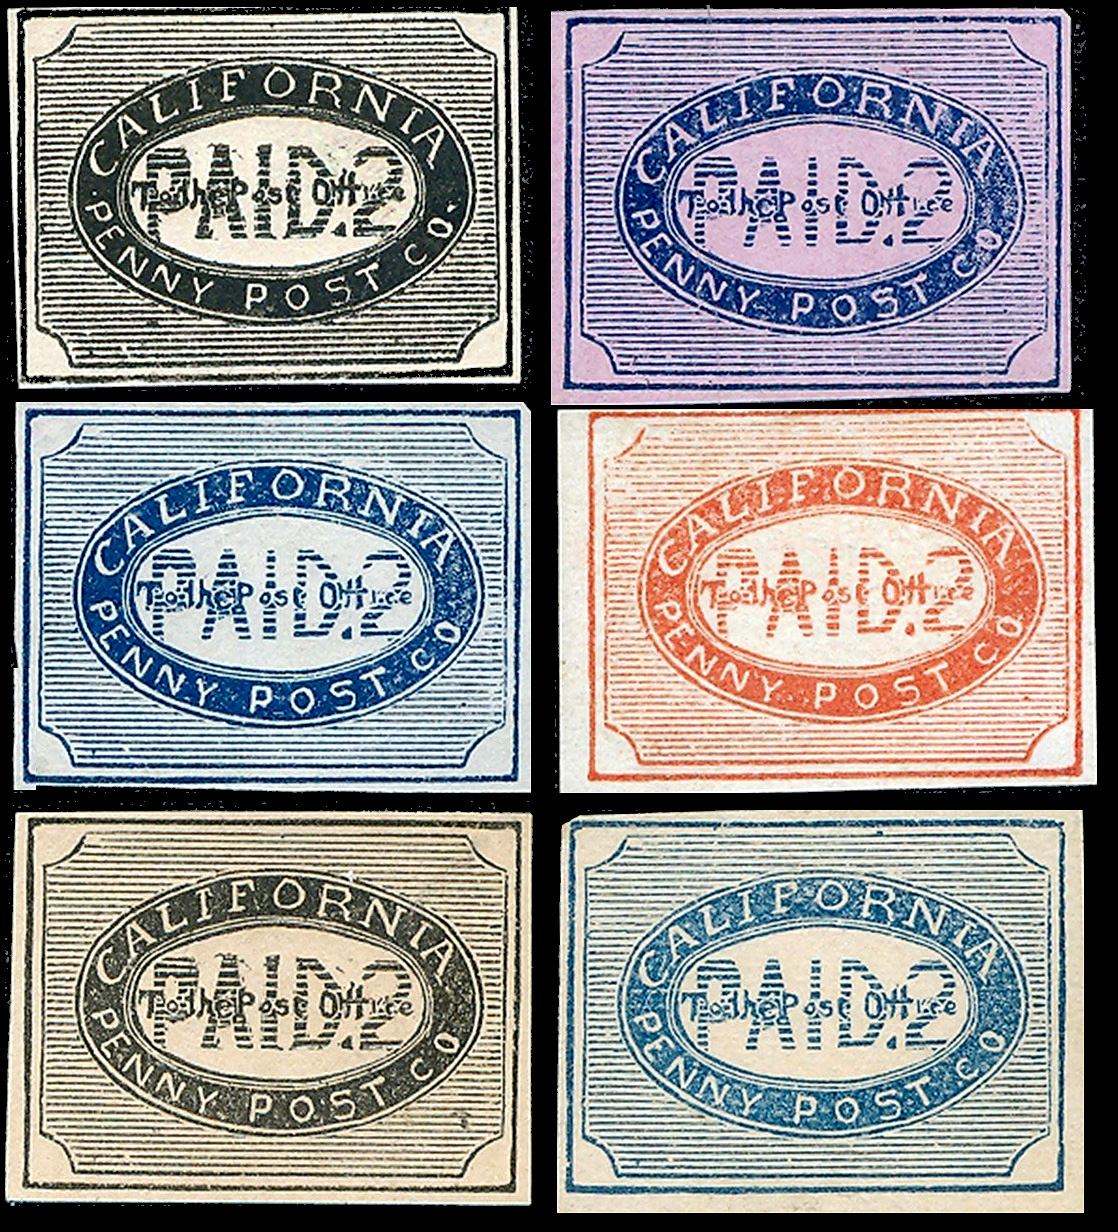 CALIFORNIA
PAID.2
To the Post Office
PENNY POST CO.
CALIFORNIA
PAID.2
To the Post Office
PENNY POST CO
CALIFORNIA
PAID.2
To the Post Office
PENNY POST CO
CALIFORNIA
PAID.2
To the Post Office
PENNY POST CO
CALIFORNIA
PAID.2
To the Post Office
PENNY POST CO
CALIFORNIA
PAID.2
To the Post Office
PENNY POST CO